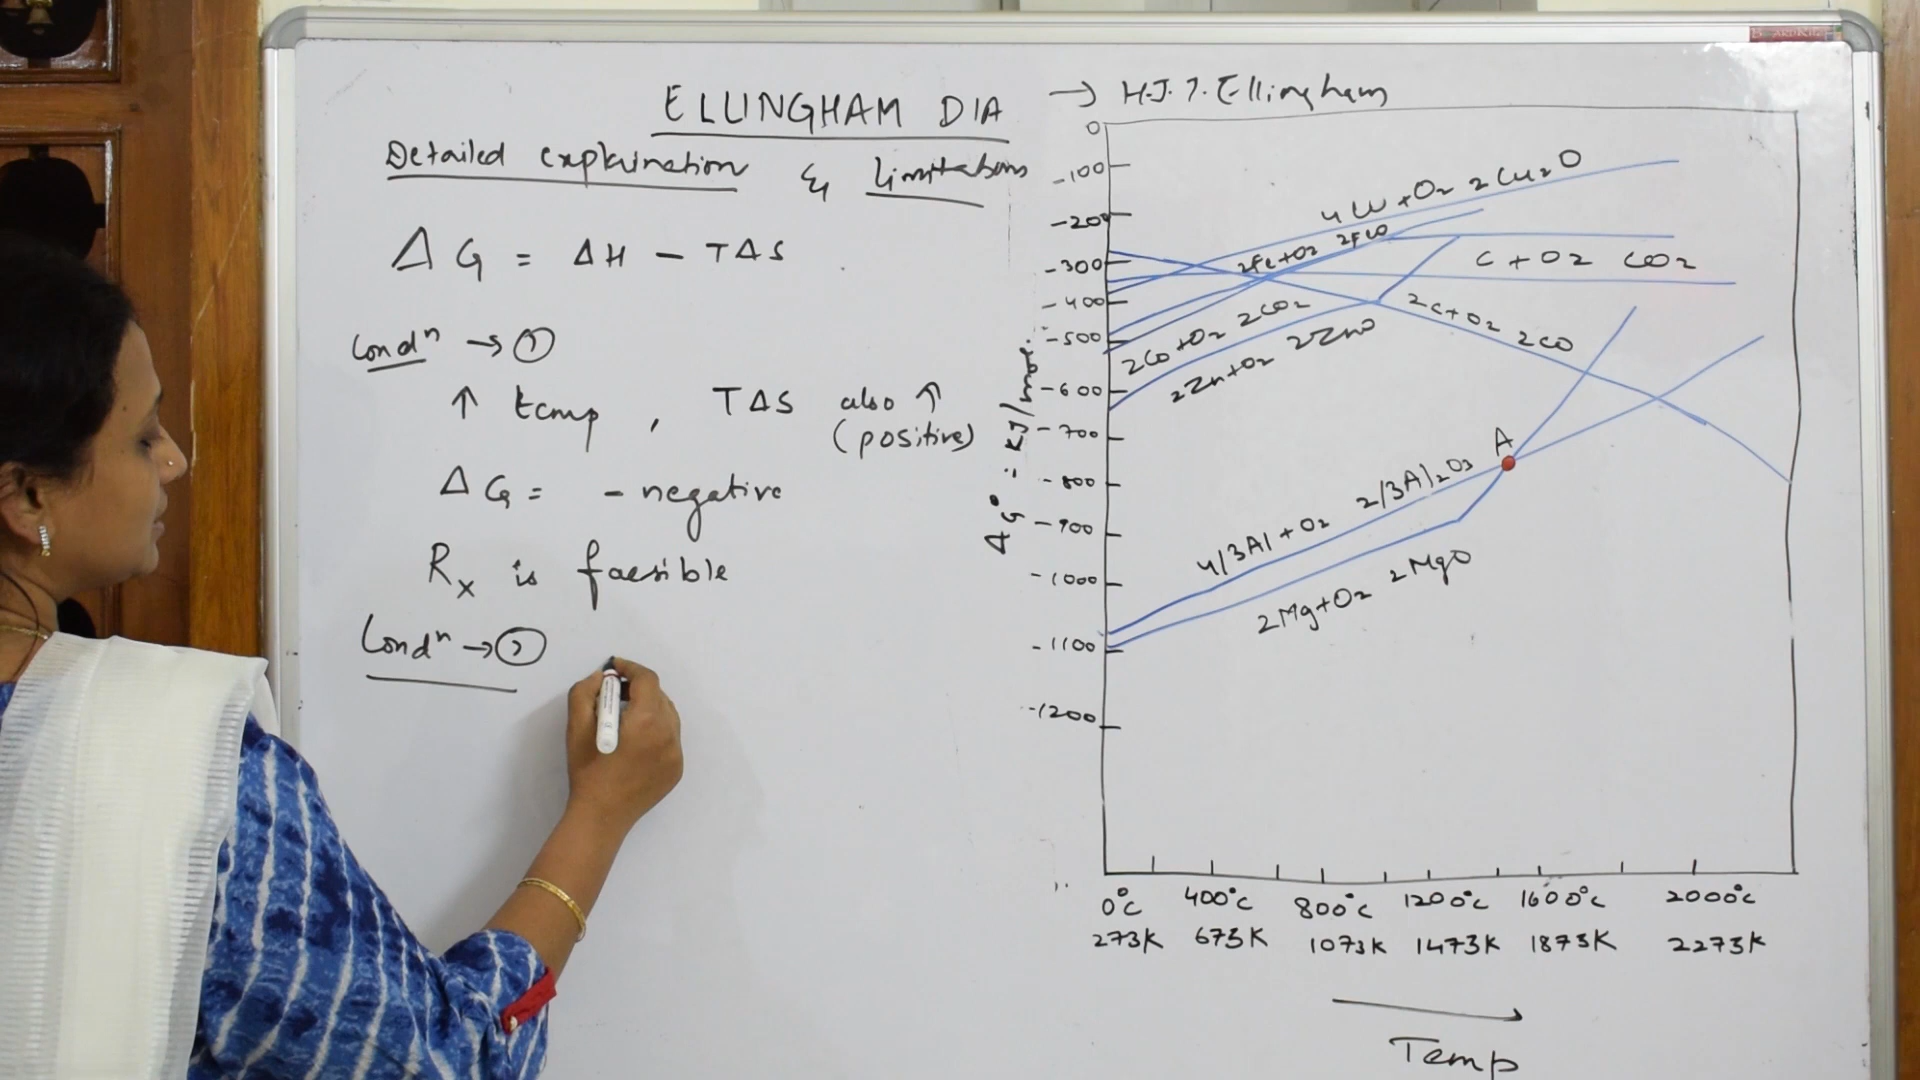 ELLINGHAM DIA → H.J.T. Ellingham
Detailed explaination & limitations
ΔG = ΔH - TΔS
Condⁿ → ①
↑ temp, TΔS also ↑
(positive)
ΔG = - negative
Rx is faesible
Condⁿ → ②
0
-100
-200
-300
-400
-500
-600
-700
-800
-900
-1000
-1100
-1200
ΔG° = KJ/mole.
4Cu + O2 2Cu2O
2Fe + O2 2FeO
C + O2 CO2
2CO + O2 2CO2
2C + O2 2CO
2Zn + O2 2ZnO
A
4/3Al + O2 2/3Al2O3
2Mg + O2 2MgO
0°C 400°C 800°C 1200°C 1600°C 2000°C
273K 673K 1073K 1473K 1873K 2273K
Temp